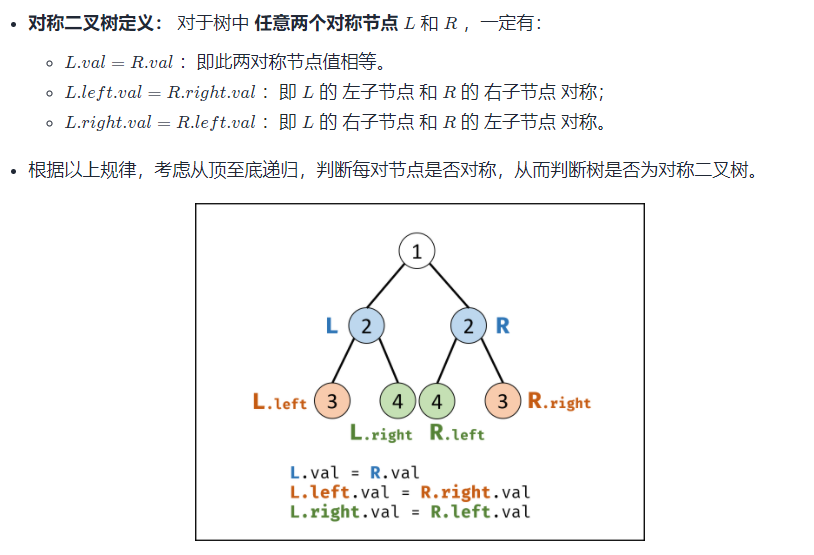 对称二叉树定义： 对于树中 任意两个对称节点 L 和 R ，一定有：
L.val = R.val ：即此两对称节点值相等。
L.left.val = R.right.val ：即 L 的 左子节点 和 R 的 右子节点 对称；
L.right.val = R.left.val ：即 L 的 右子节点 和 R 的 左子节点 对称。
根据以上规律，考虑从顶至底递归，判断每对节点是否对称，从而判断树是否为对称二叉树。
1
L 2 2 R
L.left 3 4 4 3 R.right
L.right R.left
L.val = R.val
L.left.val = R.right.val
L.right.val = R.left.val